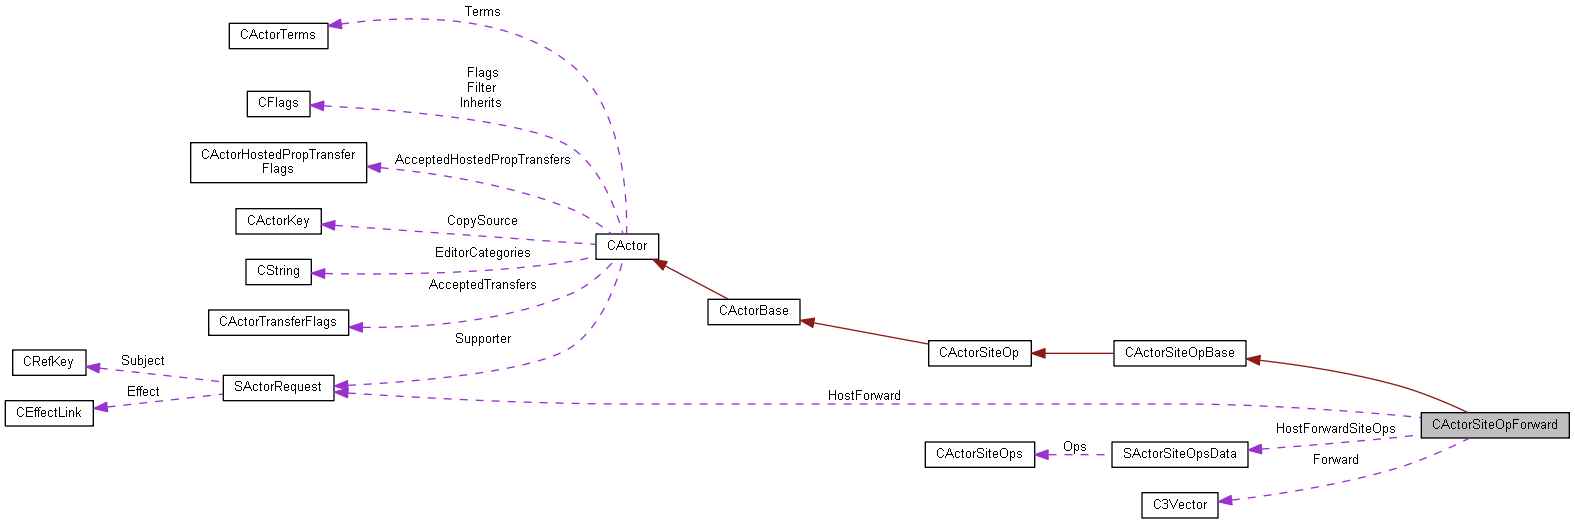 Terms
CActorTerms
Flags
Filter
Inherits
CFlags
CActorHostedPropTransfer
Flags
AcceptedHostedPropTransfers
CActorKey
CopySource
CActor
EditorCategories
CString
AcceptedTransfers
CActorBase
CActorTransferFlags
Supporter
CActorSiteOp
CActorSiteOpBase
CRefKey
Subject
SActorRequest
Effect
CEffectLink
HostForward
CActorSiteOpForward
HostForwardSiteOps
CActorSiteOps
Ops
SActorSiteOpsData
Forward
C3Vector